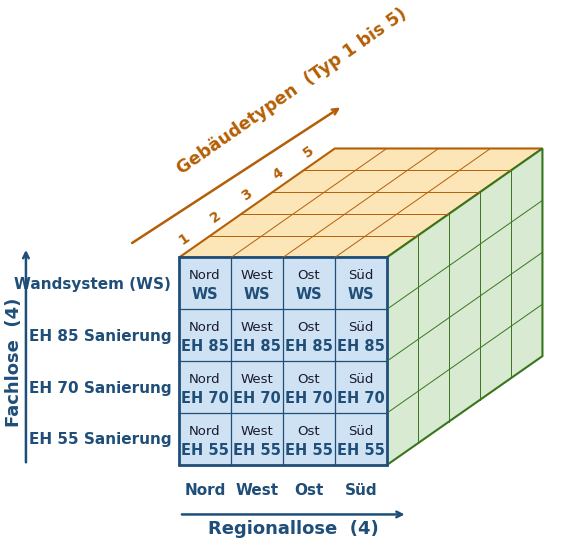 Gebäudetypen (Typ 1 bis 5)
1 2 3 4 5
Fachlose (4)
Wandsystem (WS)
Nord West Ost Süd
WS WS WS WS
EH 85 Sanierung
Nord West Ost Süd
EH 85 EH 85 EH 85 EH 85
EH 70 Sanierung
Nord West Ost Süd
EH 70 EH 70 EH 70 EH 70
EH 55 Sanierung
Nord West Ost Süd
EH 55 EH 55 EH 55 EH 55
Nord West Ost Süd
Regionallose (4)